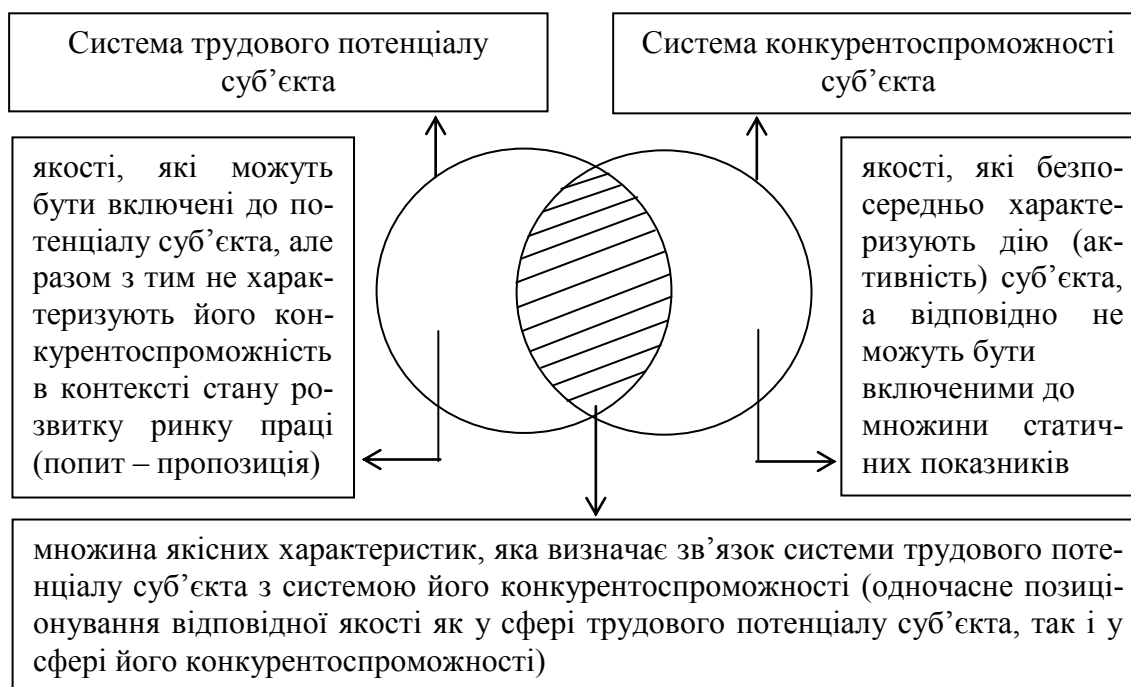 Система трудового потенціалу
суб’єкта
Система конкурентоспроможності
суб’єкта
якості, які можуть
бути включені до по-
тенціалу суб’єкта, але
разом з тим не харак-
теризують його кон-
курентоспроможність
в контексті стану ро-
звитку ринку праці
(попит – пропозиція)
якості, які безпо-
середньо характе-
ризують дію (ак-
тивність) суб’єкта,
а відповідно не
можуть бути
включеними до
множини статич-
них показників
множина якісних характеристик, яка визначає зв’язок системи трудового поте-
нціалу суб’єкта з системою його конкурентоспроможності (одночасне позиці-
онування відповідної якості як у сфері трудового потенціалу суб’єкта, так і у
сфері його конкурентоспроможності)